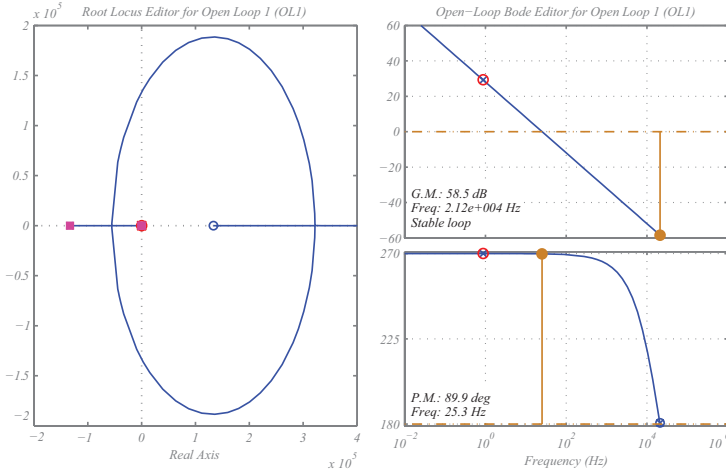 Root Locus Editor for Open Loop 1 (OL1)
2 x 10^5
1.5
1
0.5
0
−0.5
−1
−1.5
−2
−2 −1 0 1 2 3 4
x 10^5
Real Axis
Open−Loop Bode Editor for Open Loop 1 (OL1)
60
40
20
0
−20
−40
−60
G.M.: 58.5 dB
Freq: 2.12e+004 Hz
Stable loop
270
225
180
P.M.: 89.9 deg
Freq: 25.3 Hz
10^−2 10^0 10^2 10^4
Frequency (Hz)